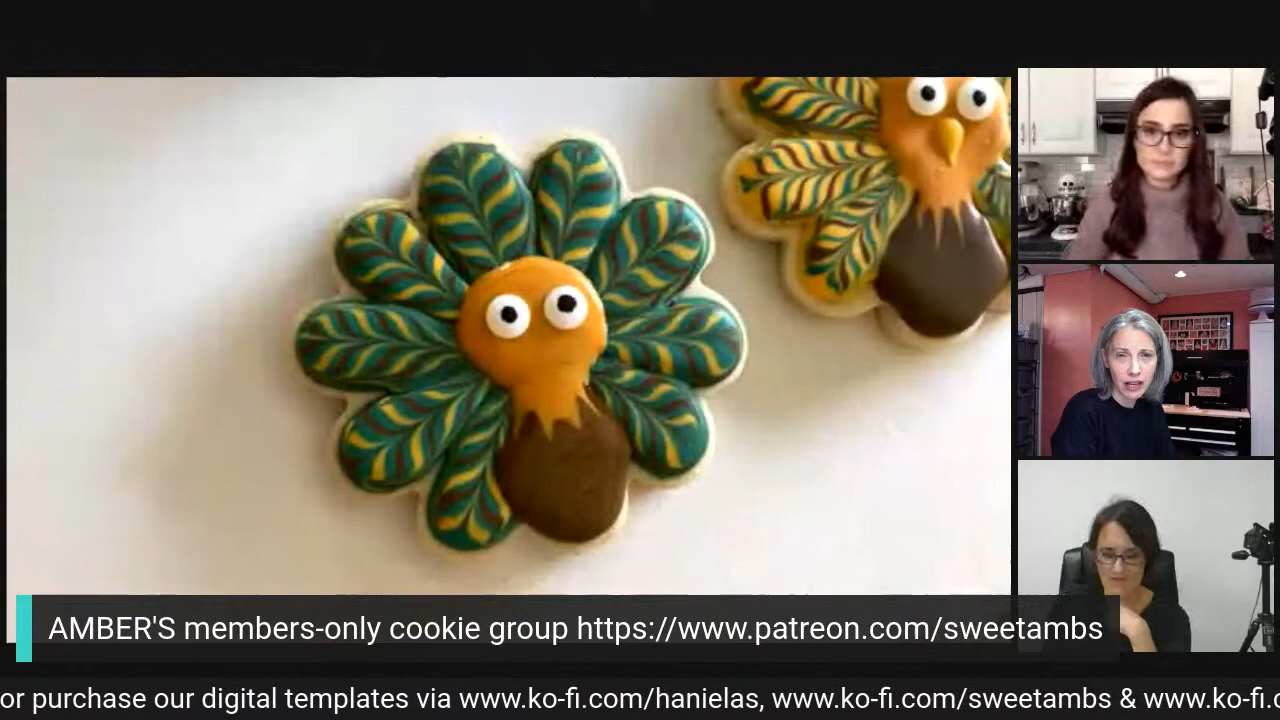 AMBER'S members-only cookie group https://www.patreon.com/sweetambs
or purchase our digital templates via www.ko-fi.com/hanielas, www.ko-fi.com/sweetambs & www.ko-fi.c